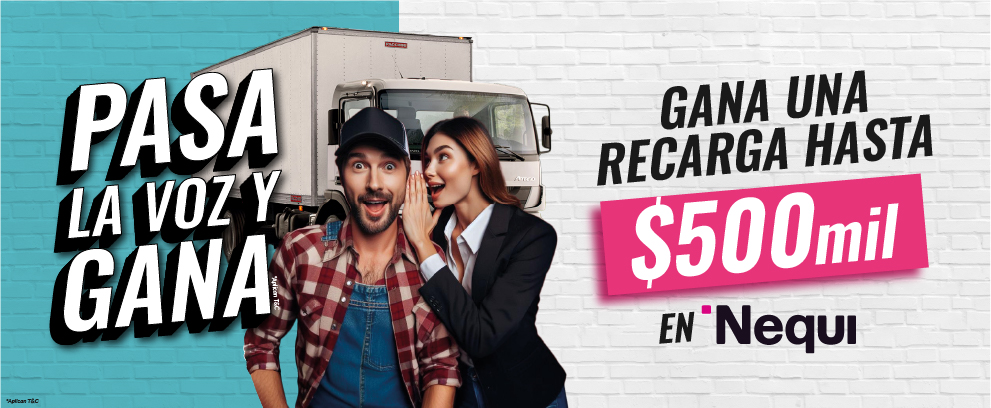 PASA
LA VOZ Y
GANA
*Aplican T&C
GANA UNA
RECARGA HASTA
$500mil
EN Nequi
*Aplican T&C